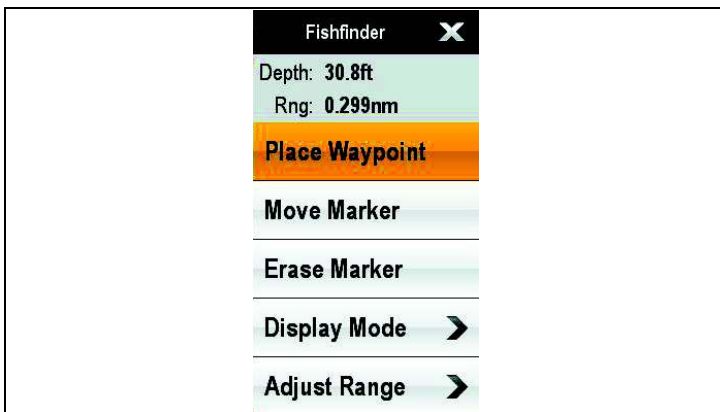 Fishfinder X
Depth: 30.8ft
Rng: 0.299nm
Place Waypoint
Move Marker
Erase Marker
Display Mode
Adjust Range